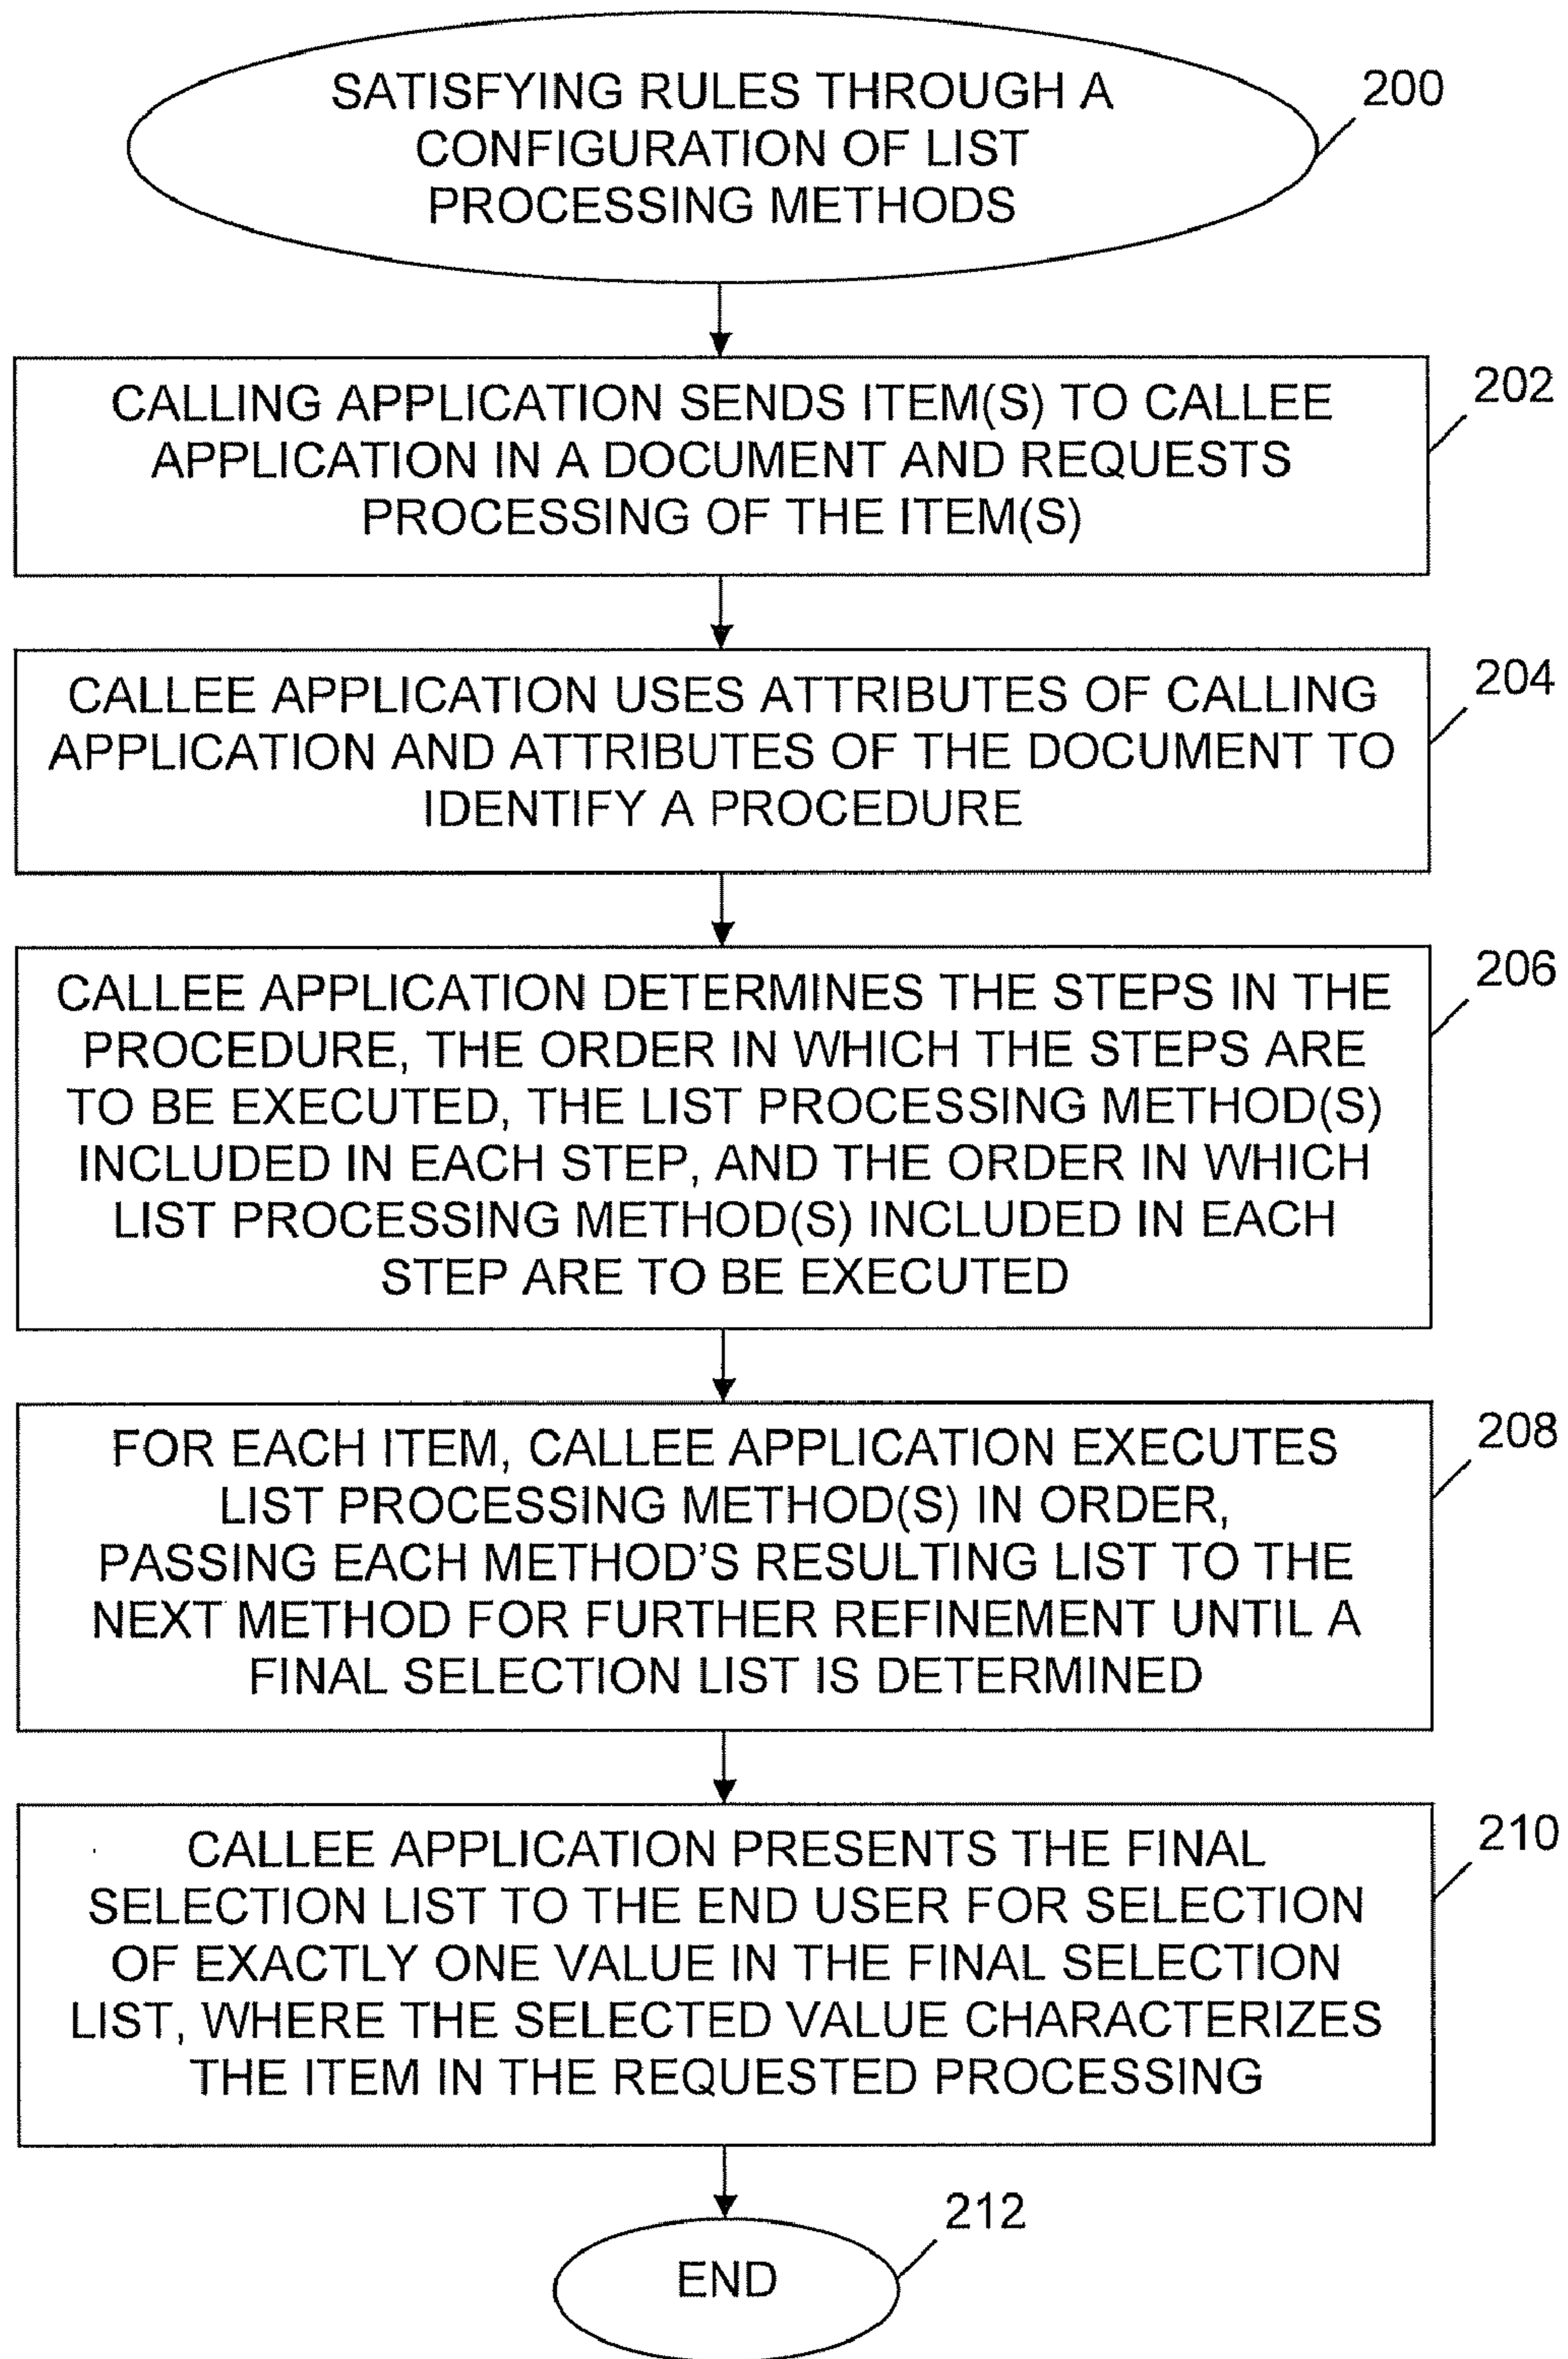 SATISFYING RULES THROUGH A
CONFIGURATION OF LIST
PROCESSING METHODS
200
CALLING APPLICATION SENDS ITEM(S) TO CALLEE
APPLICATION IN A DOCUMENT AND REQUESTS
PROCESSING OF THE ITEM(S)
202
CALLEE APPLICATION USES ATTRIBUTES OF CALLING
APPLICATION AND ATTRIBUTES OF THE DOCUMENT TO
IDENTIFY A PROCEDURE
204
CALLEE APPLICATION DETERMINES THE STEPS IN THE
PROCEDURE, THE ORDER IN WHICH THE STEPS ARE
TO BE EXECUTED, THE LIST PROCESSING METHOD(S)
INCLUDED IN EACH STEP, AND THE ORDER IN WHICH
LIST PROCESSING METHOD(S) INCLUDED IN EACH
STEP ARE TO BE EXECUTED
206
FOR EACH ITEM, CALLEE APPLICATION EXECUTES
LIST PROCESSING METHOD(S) IN ORDER,
PASSING EACH METHOD'S RESULTING LIST TO THE
NEXT METHOD FOR FURTHER REFINEMENT UNTIL A
FINAL SELECTION LIST IS DETERMINED
208
CALLEE APPLICATION PRESENTS THE FINAL
SELECTION LIST TO THE END USER FOR SELECTION
OF EXACTLY ONE VALUE IN THE FINAL SELECTION
LIST, WHERE THE SELECTED VALUE CHARACTERIZES
THE ITEM IN THE REQUESTED PROCESSING
210
END
212